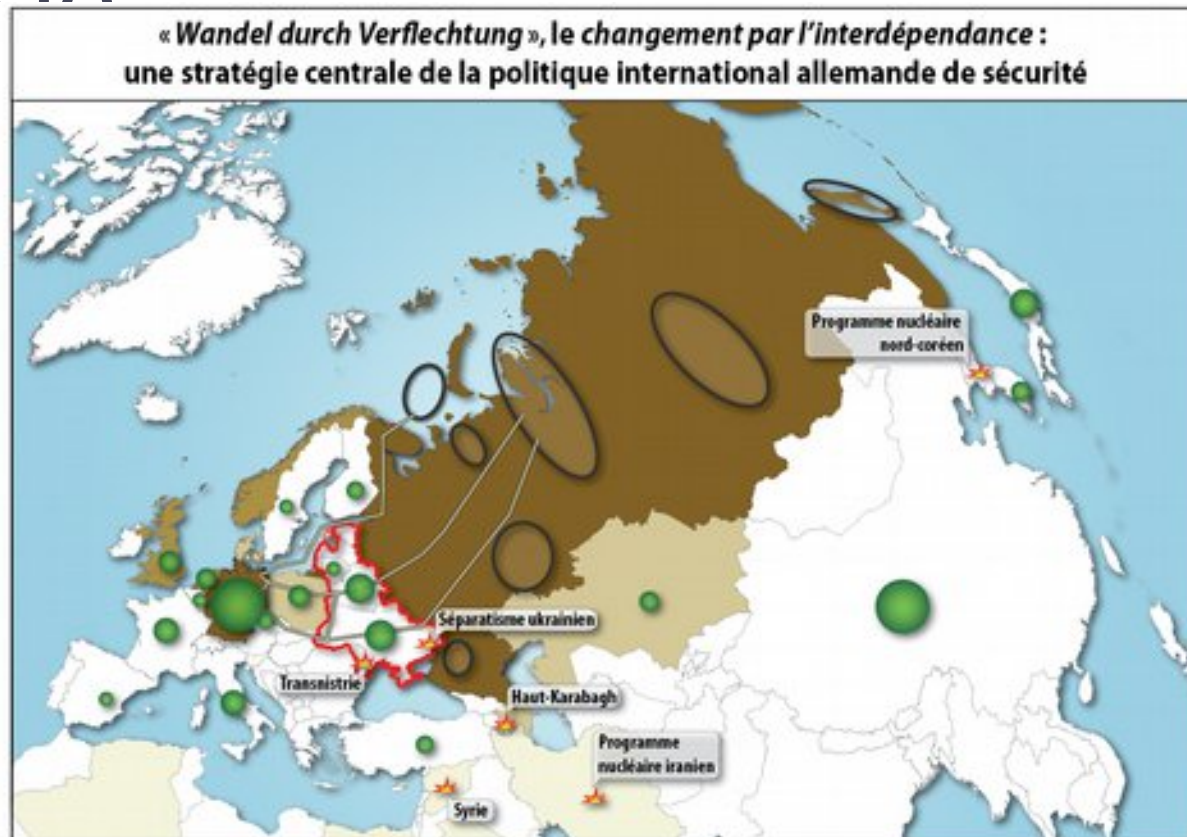 « Wandel durch Verflechtung », le changement par l'interdépendance :
une stratégie centrale de la politique international allemande de sécurité
Programme nucléaire
nord-coréen
Séparatisme ukrainien
Transnistrie
Haut-Karabagh
Programme
nucléaire iranien
Syrie